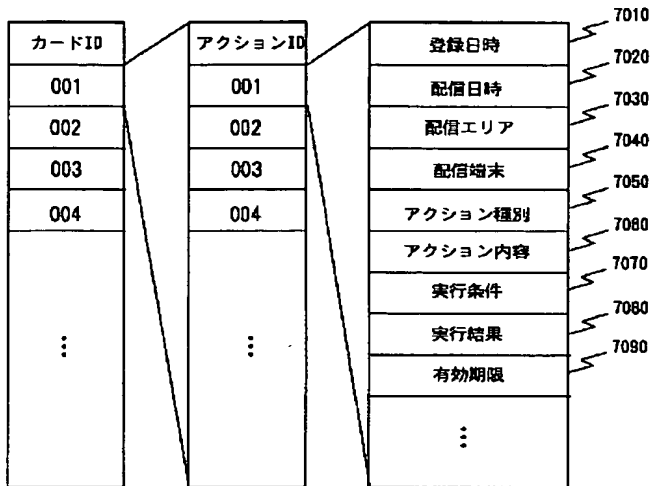 カードID
001
002
003
004
⋮
アクションID
001
002
003
004
⋮
登録日時
配信日時
配信エリア
配信端末
アクション種別
アクション内容
実行条件
実行結果
有効期限
⋮
7010
7020
7030
7040
7050
7060
7070
7080
7090